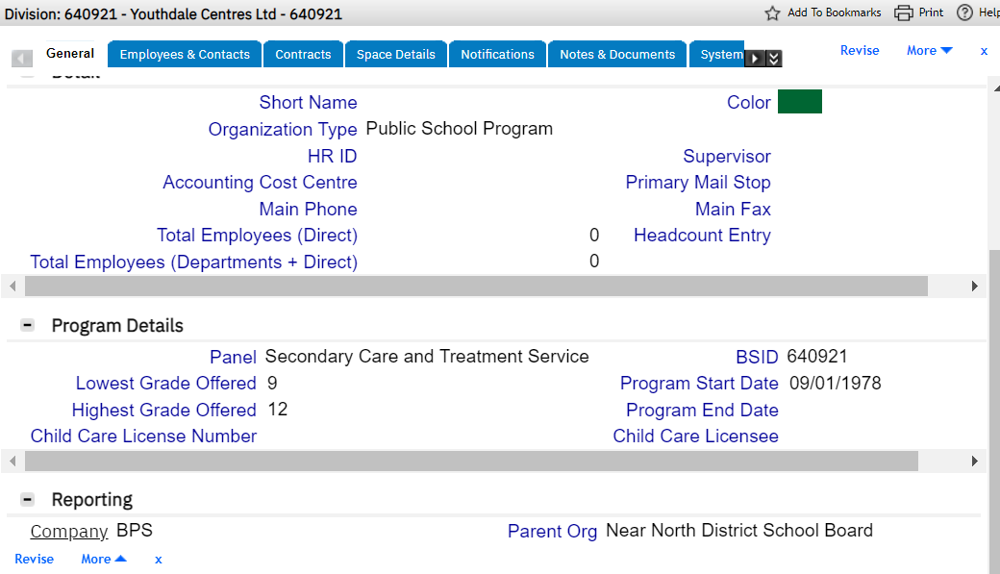 Division: 640921 - Youthdale Centres Ltd - 640921 Add To Bookmarks Print Help
General Employees & Contacts Contracts Space Details Notifications Notes & Documents System Revise More x
Detail
Short Name Color
Organization Type Public School Program
HR ID Supervisor
Accounting Cost Centre Primary Mail Stop
Main Phone Main Fax
Total Employees (Direct) 0 Headcount Entry
Total Employees (Departments + Direct) 0
Program Details
Panel Secondary Care and Treatment Service BSID 640921
Lowest Grade Offered 9 Program Start Date 09/01/1978
Highest Grade Offered 12 Program End Date
Child Care License Number Child Care Licensee
Reporting
Company BPS Parent Org Near North District School Board
Revise More x